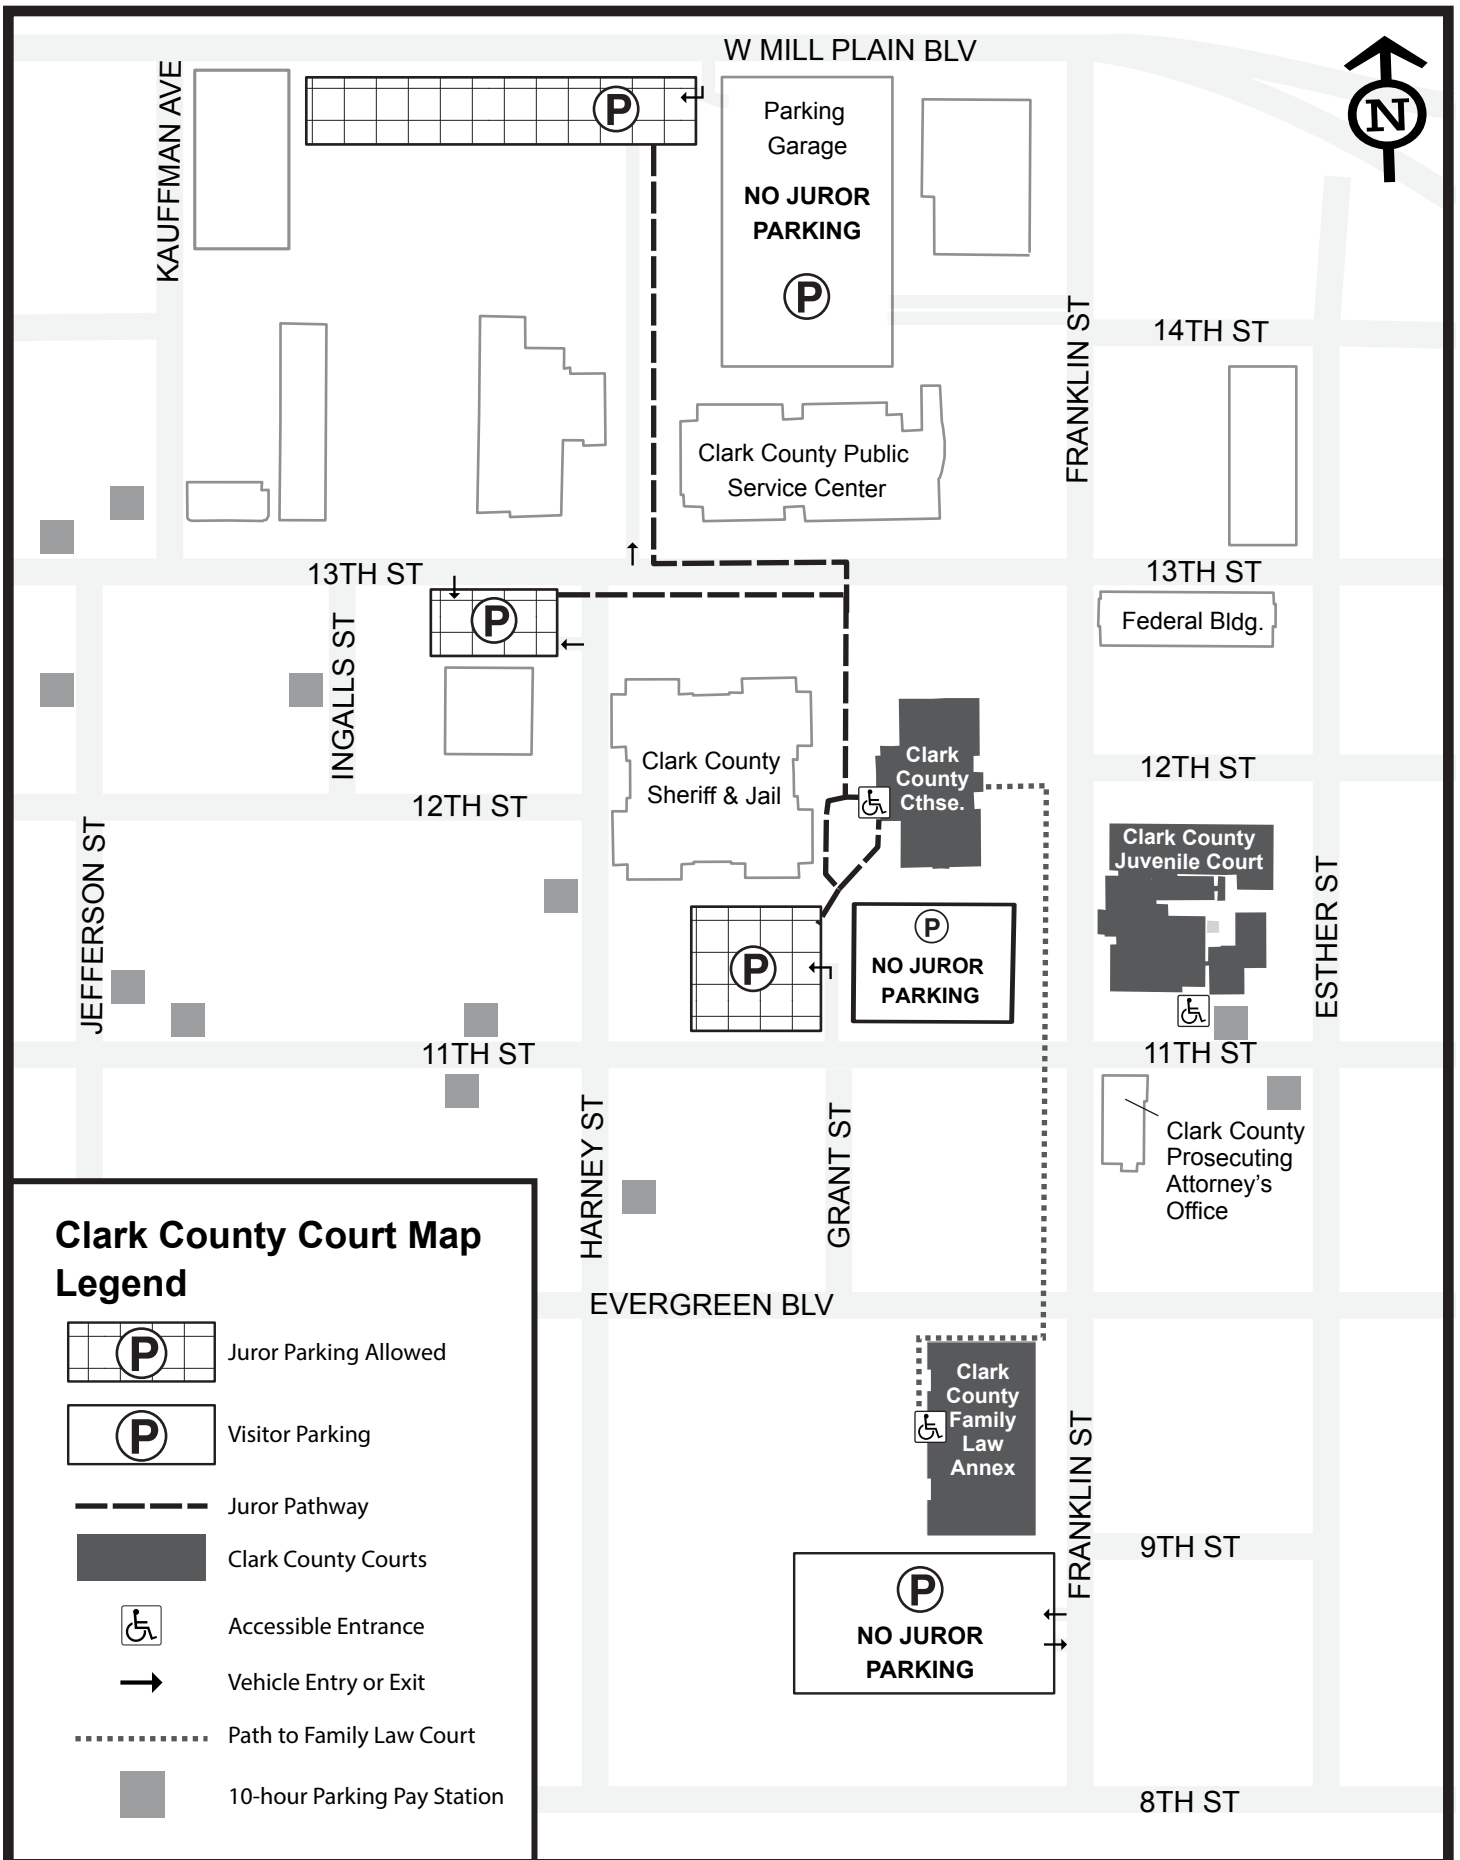 W MILL PLAIN BLV
KAUFFMAN AVE
P
Parking
Garage
NO JUROR
PARKING
P
N
FRANKLIN ST
14TH ST
Clark County Public
Service Center
13TH ST
13TH ST
P
Federal Bldg.
INGALLS ST
Clark County
Sheriff & Jail
Clark
County
Cthse.
12TH ST
12TH ST
JEFFERSON ST
Clark County
Juvenile Court
ESTHER ST
P
P
NO JUROR
PARKING
11TH ST
11TH ST
HARNEY ST
GRANT ST
Clark County
Prosecuting
Attorney’s
Office
EVERGREEN BLV
Clark
County
Family
Law
Annex
FRANKLIN ST
9TH ST
P
NO JUROR
PARKING
8TH ST
Clark County Court Map
Legend
P
Juror Parking Allowed
P
Visitor Parking
Juror Pathway
Clark County Courts
Accessible Entrance
Vehicle Entry or Exit
Path to Family Law Court
10-hour Parking Pay Station